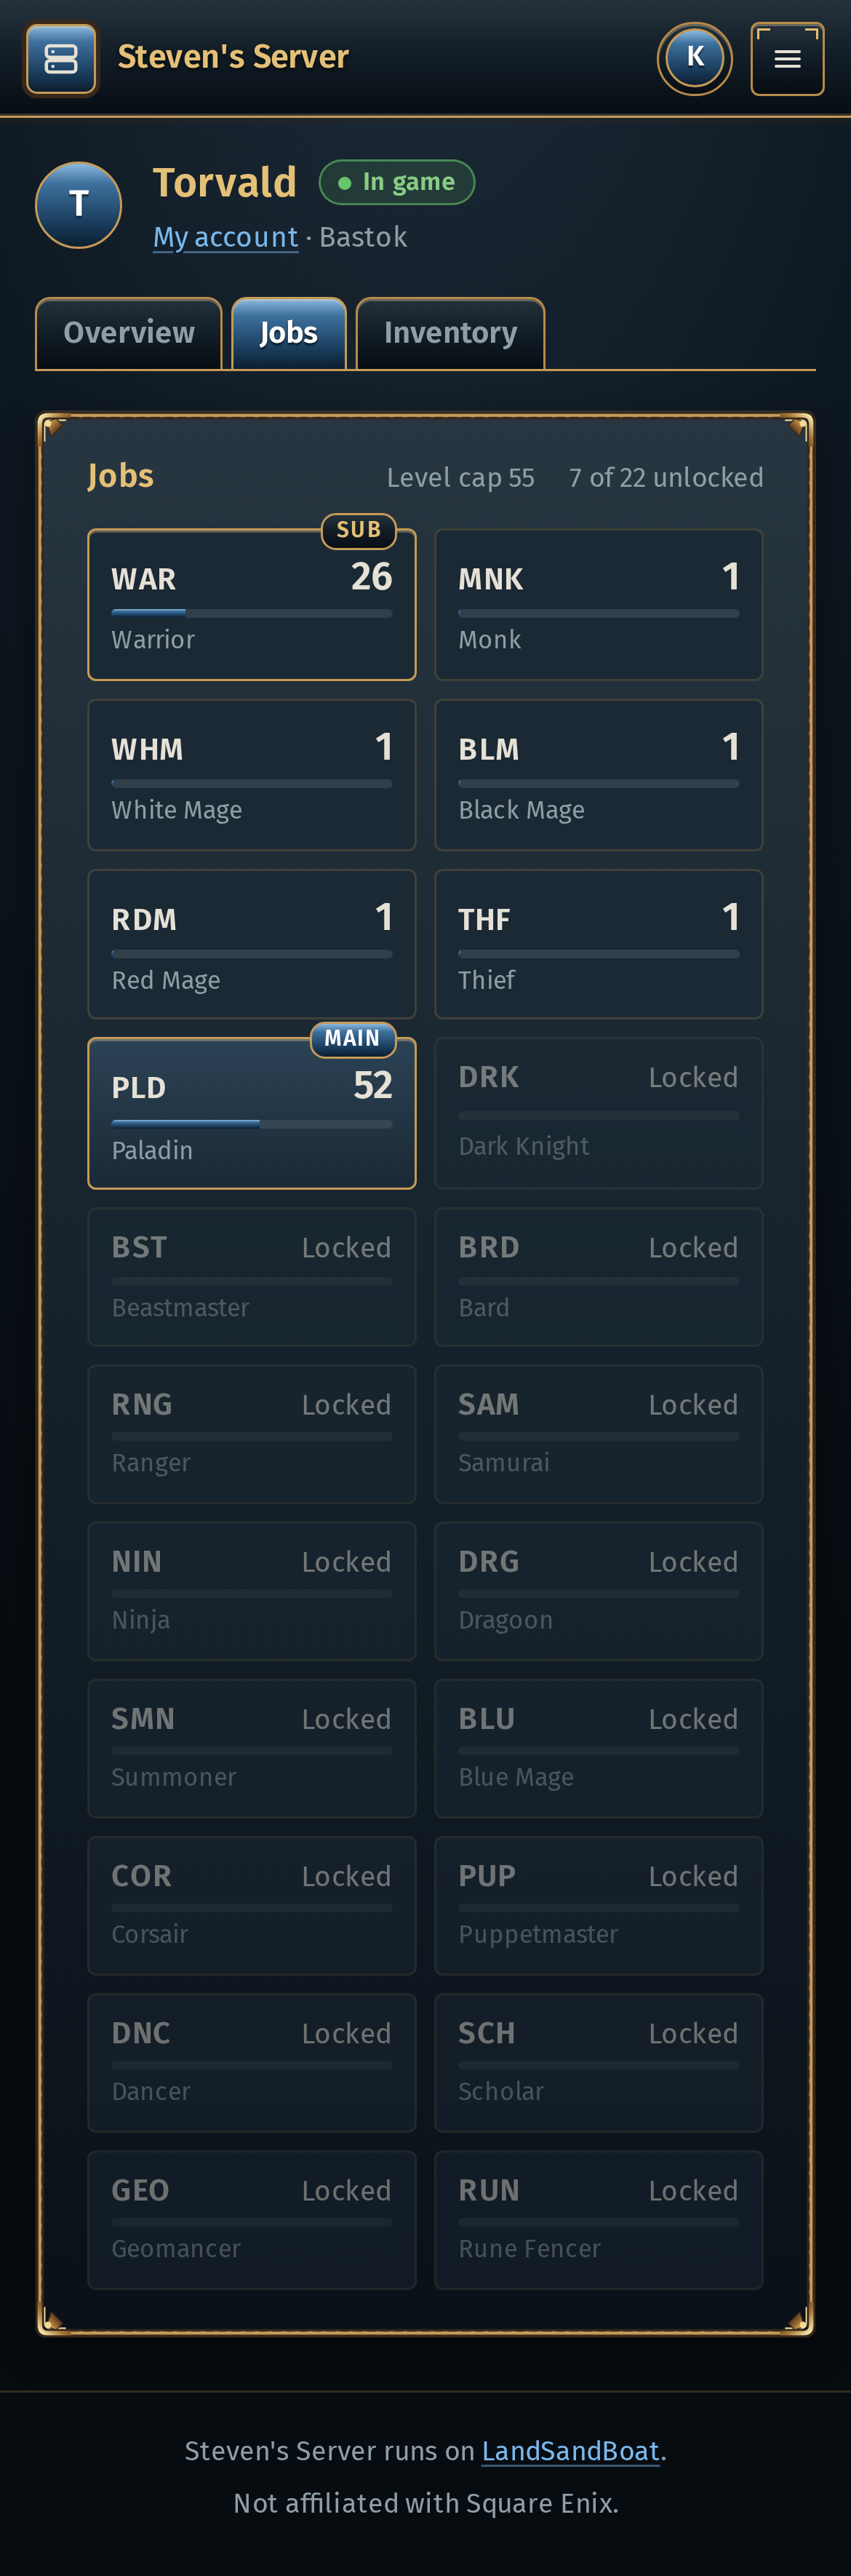 Steven's Server
K
T
Torvald
In game
My account · Bastok
Overview
Jobs
Inventory
Jobs
Level cap 55
7 of 22 unlocked
SUB
WAR 26
Warrior
MNK 1
Monk
WHM 1
White Mage
BLM 1
Black Mage
RDM 1
Red Mage
THF 1
Thief
MAIN
PLD 52
Paladin
DRK Locked
Dark Knight
BST Locked
Beastmaster
BRD Locked
Bard
RNG Locked
Ranger
SAM Locked
Samurai
NIN Locked
Ninja
DRG Locked
Dragoon
SMN Locked
Summoner
BLU Locked
Blue Mage
COR Locked
Corsair
PUP Locked
Puppetmaster
DNC Locked
Dancer
SCH Locked
Scholar
GEO Locked
Geomancer
RUN Locked
Rune Fencer
Steven's Server runs on LandSandBoat.
Not affiliated with Square Enix.